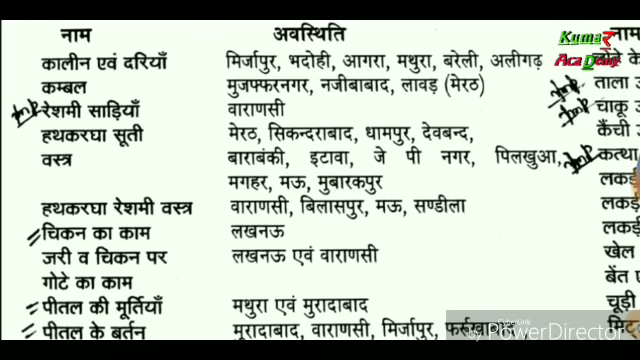 नाम अवस्थिति नाम
कालीन एवं दरियाँ मिर्जापुर, भदोही, आगरा, मथुरा, बरेली, अलीगढ़
कम्बल मुजफ्फरनगर, नजीबाबाद, लावड़ (मेरठ) ताला
Imp रेशमी साड़ियाँ वाराणसी Imp चाकू
हथकरघा सूती मेरठ, सिकन्दराबाद, धामपुर, देवबन्द, कैंची
वस्त्र बाराबंकी, इटावा, जे पी नगर, पिलखुआ, कत्था
मगहर, मऊ, मुबारकपुर लकड़ी
हथकरघा रेशमी वस्त्र वाराणसी, बिलासपुर, मऊ, सण्डीला लकड़ी
चिकन का काम लखनऊ लकड़ी
जरी व चिकन पर लखनऊ एवं वाराणसी खेल
गोटे का काम बेंत
पीतल की मूर्तियाँ मथुरा एवं मुरादाबाद चूड़ी
पीतल के बर्तन मुरादाबाद, वाराणसी, मिर्जापुर,
Kumar
AcaDemy
CyberLink
PowerDirector